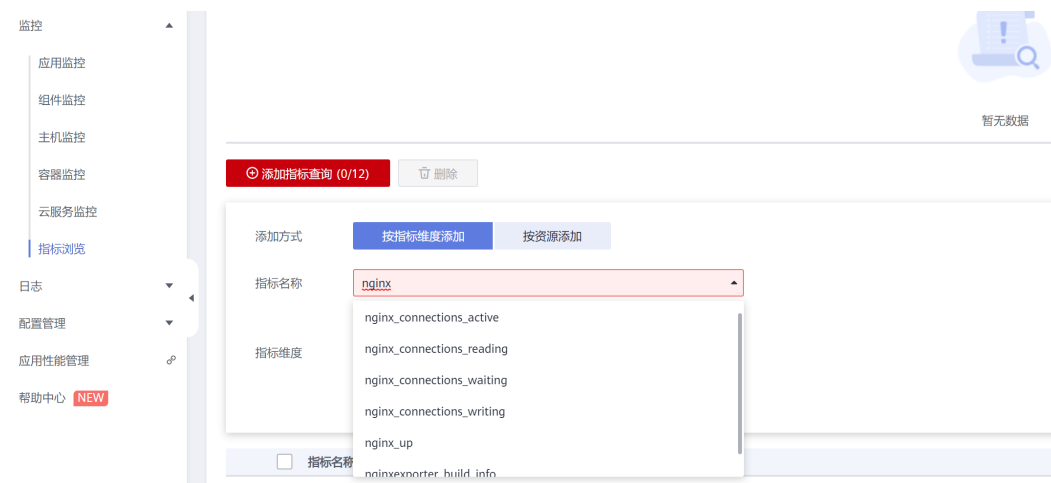 监控
应用监控
组件监控
主机监控
容器监控
云服务监控
指标浏览
日志
配置管理
应用性能管理
帮助中心 NEW
暂无数据
添加指标查询 (0/12) 删除
添加方式 按指标维度添加 按资源添加
指标名称 nginx
nginx_connections_active
指标维度 nginx_connections_reading
nginx_connections_waiting
nginx_connections_writing
nginx_up
指标名称 nginxexporter_build_info